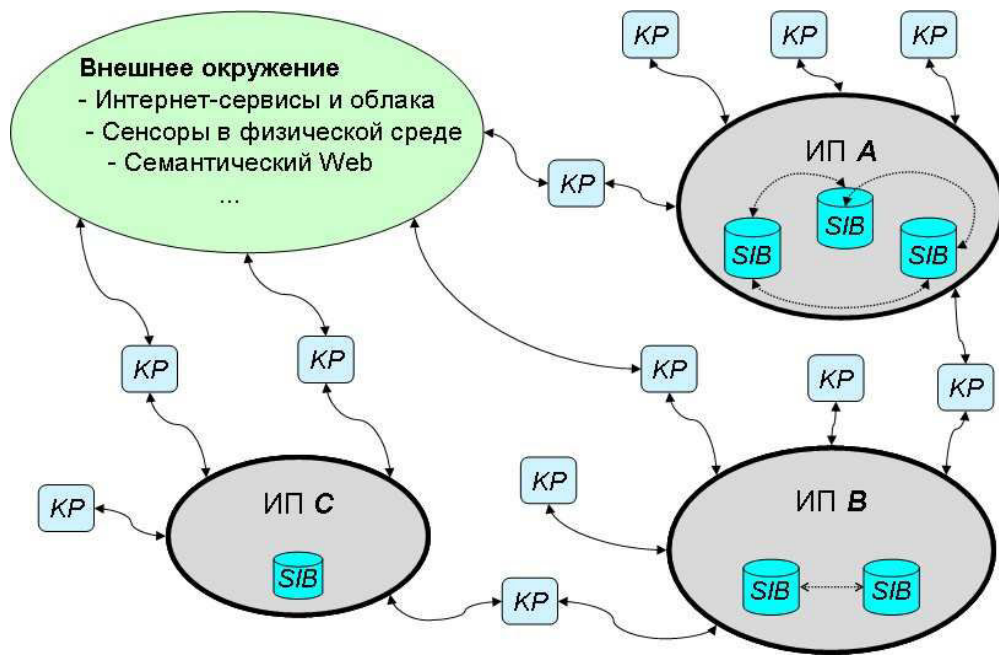 KP KP KP
Внешнее окружение
- Интернет-сервисы и облака
- Сенсоры в физической среде
- Семантический Web
...
ИП A
KP
SIB
SIB
SIB
KP
KP
KP
KP
KP
ИП C
SIB
KP
KP
KP
ИП B
SIB
SIB